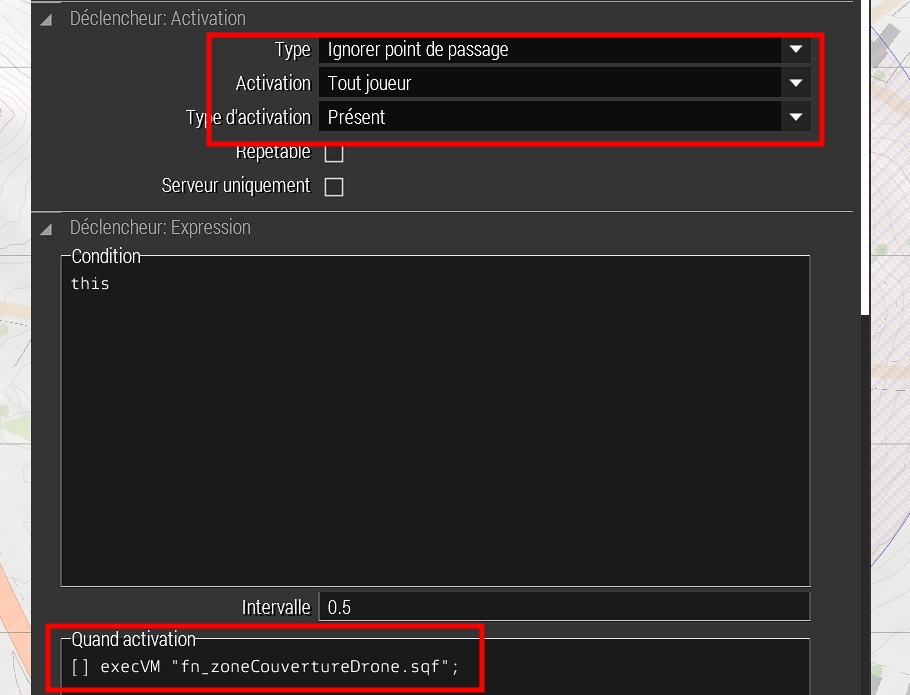 Déclencheur: Activation
Type Ignorer point de passage
Activation Tout joueur
Type d'activation Présent
Répétable
Serveur uniquement
Déclencheur: Expression
Condition
this
Intervalle 0.5
Quand activation
[] execVM "fn_zoneCouvertureDrone.sqf";